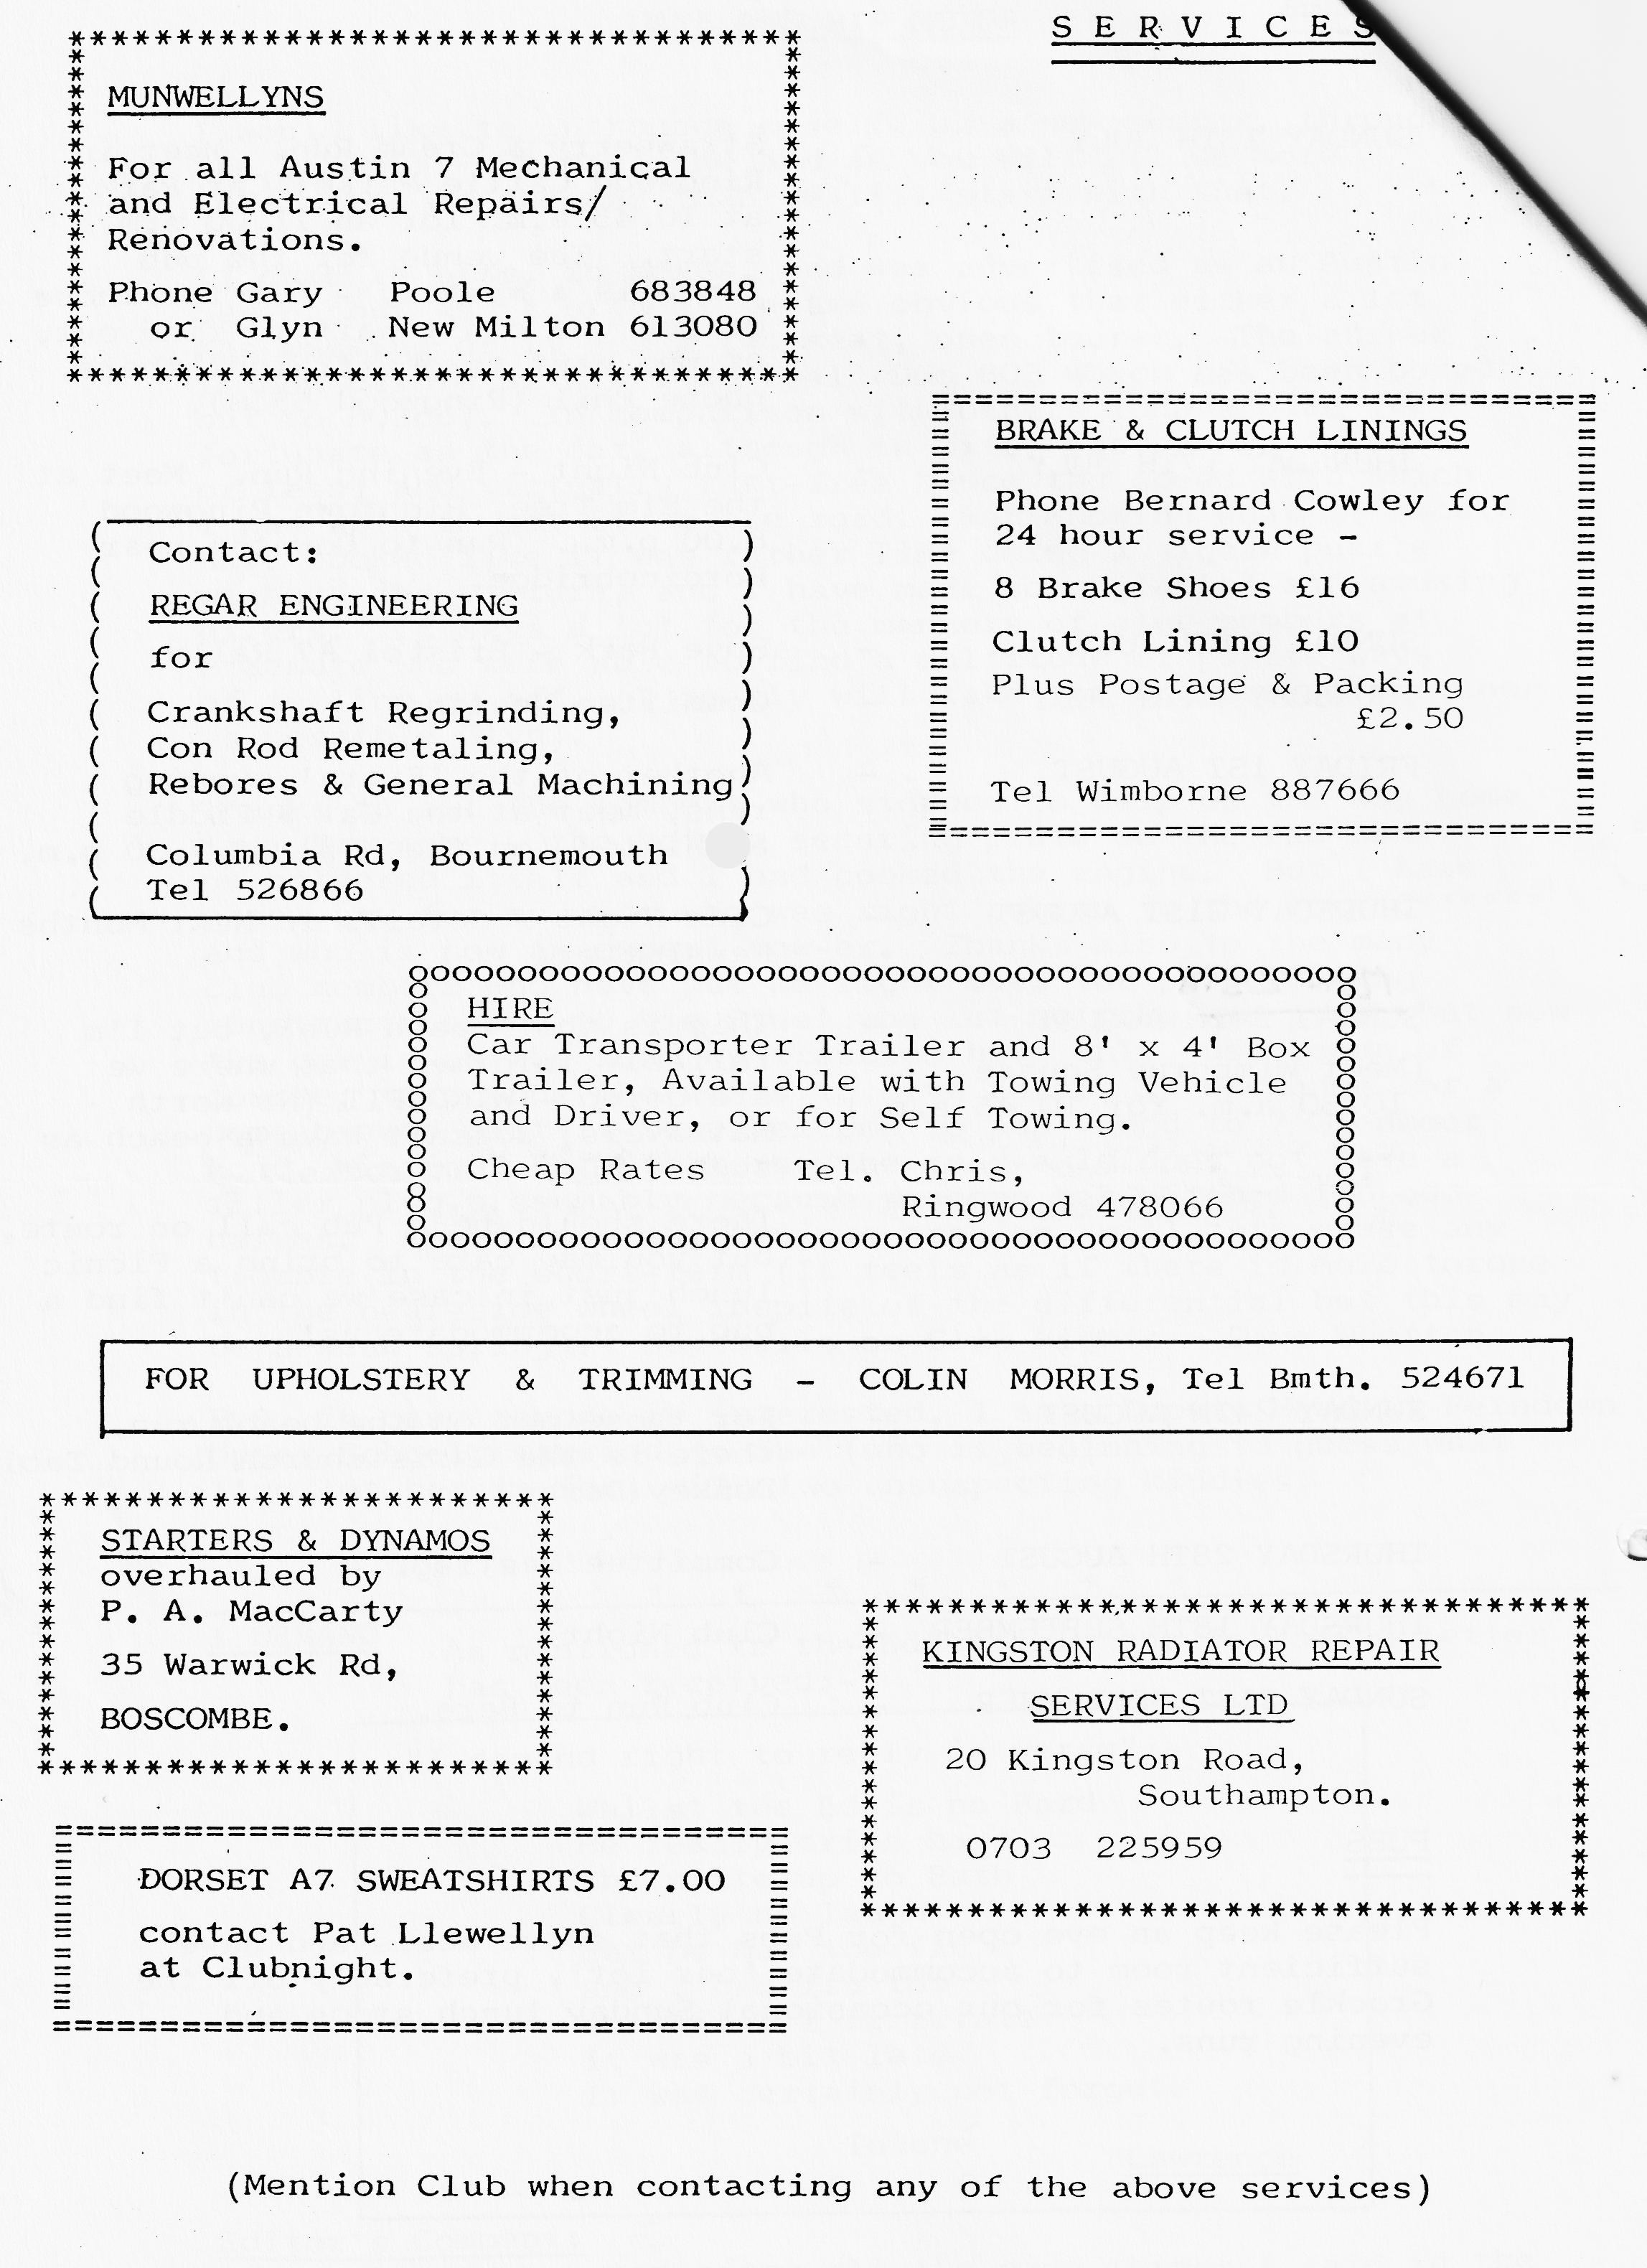 S E R V I C E S
MUNWELLYNS
For all Austin 7 Mechanical
and Electrical Repairs/
Renovations.
Phone Gary Poole 683848
or Glyn New Milton 613080
BRAKE & CLUTCH LININGS
Phone Bernard Cowley for
24 hour service -
8 Brake Shoes £16
Clutch Lining £10
Plus Postage & Packing
£2.50
Tel Wimborne 887666
Contact:
REGAR ENGINEERING
for
Crankshaft Regrinding,
Con Rod Remetaling,
Rebores & General Machining
Columbia Rd, Bournemouth
Tel 526866
HIRE
Car Transporter Trailer and 8' x 4' Box
Trailer, Available with Towing Vehicle
and Driver, or for Self Towing.
Cheap Rates Tel. Chris,
Ringwood 478066
FOR UPHOLSTERY & TRIMMING - COLIN MORRIS, Tel Bmth. 524671
STARTERS & DYNAMOS
overhauled by
P. A. MacCarty
35 Warwick Rd,
BOSCOMBE.
KINGSTON RADIATOR REPAIR
SERVICES LTD
20 Kingston Road,
Southampton.
0703 225959
DORSET A7 SWEATSHIRTS £7.00
contact Pat Llewellyn
at Clubnight.
(Mention Club when contacting any of the above services)